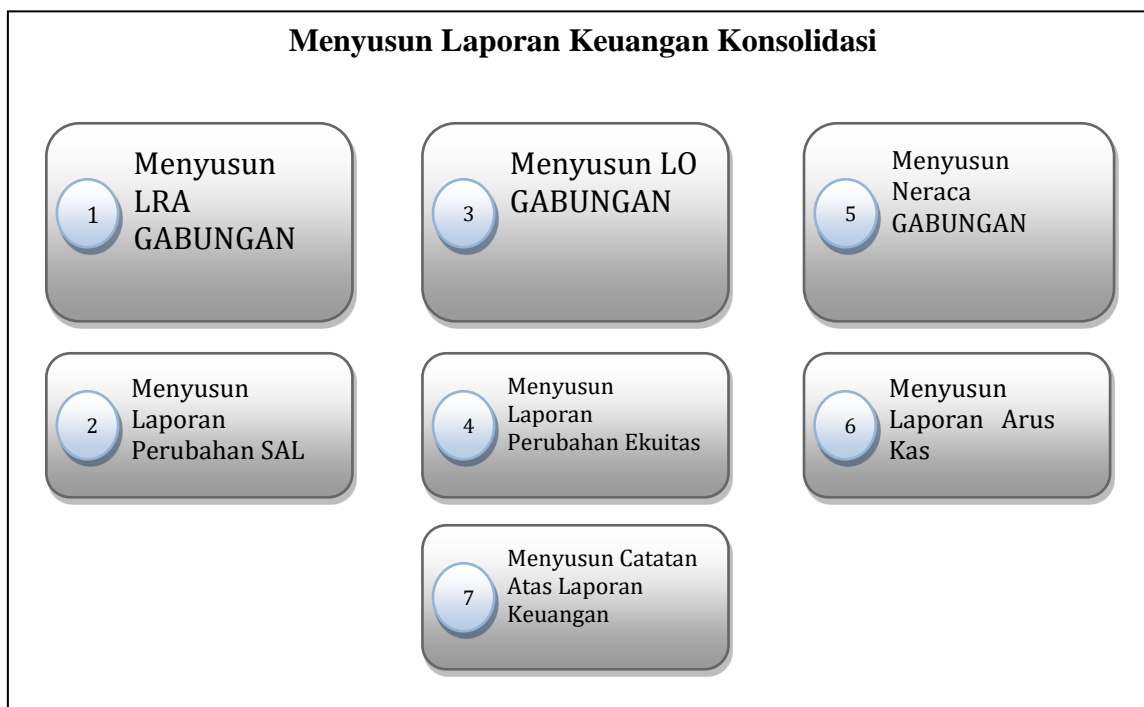 Menyusun Laporan Keuangan Konsolidasi
1
Menyusun
LRA
GABUNGAN
2
Menyusun
Laporan
Perubahan SAL
3
Menyusun LO
GABUNGAN
4
Menyusun
Laporan
Perubahan Ekuitas
5
Menyusun
Neraca
GABUNGAN
6
Menyusun
Laporan Arus
Kas
7
Menyusun Catatan
Atas Laporan
Keuangan